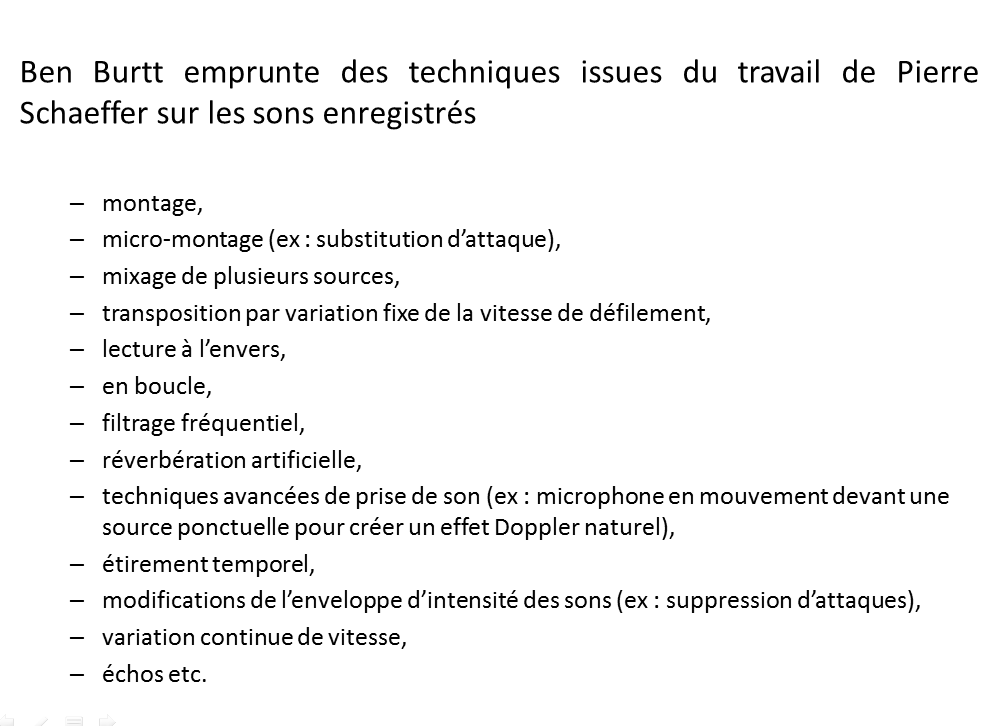 Ben Burtt emprunte des techniques issues du travail de Pierre
Schaeffer sur les sons enregistrés
– montage,
– micro-montage (ex : substitution d’attaque),
– mixage de plusieurs sources,
– transposition par variation fixe de la vitesse de défilement,
– lecture à l’envers,
– en boucle,
– filtrage fréquentiel,
– réverbération artificielle,
– techniques avancées de prise de son (ex : microphone en mouvement devant une
source ponctuelle pour créer un effet Doppler naturel),
– étirement temporel,
– modifications de l’enveloppe d’intensité des sons (ex : suppression d’attaques),
– variation continue de vitesse,
– échos etc.